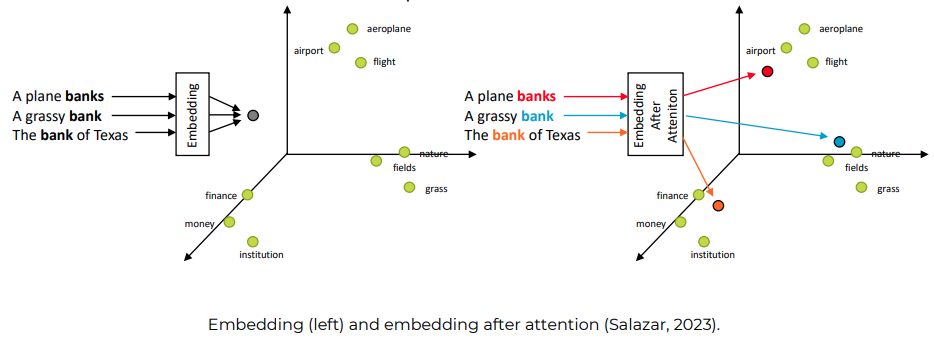 aeroplane
airport
flight
A plane banks
A grassy bank
The bank of Texas
Embedding
nature
fields
grass
finance
money
institution
aeroplane
airport
flight
A plane banks
A grassy bank
The bank of Texas
Embedding
After
Atteniton
nature
fields
grass
finance
money
institution
Embedding (left) and embedding after attention (Salazar, 2023).